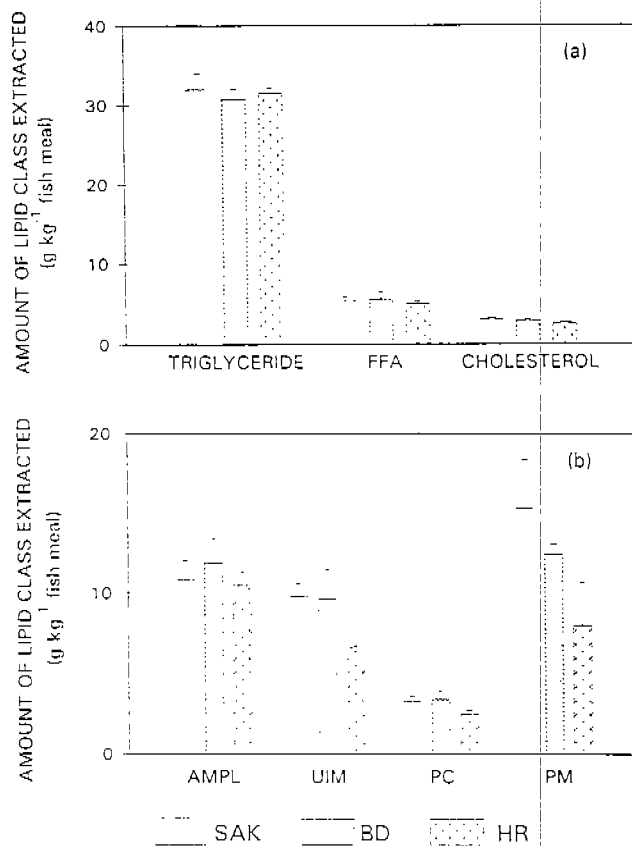 AMOUNT OF LIPID CLASS EXTRACTED
(g kg-1 fish meal)
40
30
20
10
0
(a)
TRIGLYCERIDE FFA CHOLESTEROL
AMOUNT OF LIPID CLASS EXTRACTED
(g kg-1 fish meal)
20
10
0
(b)
AMPL UIM PC PM
SAK BD HR